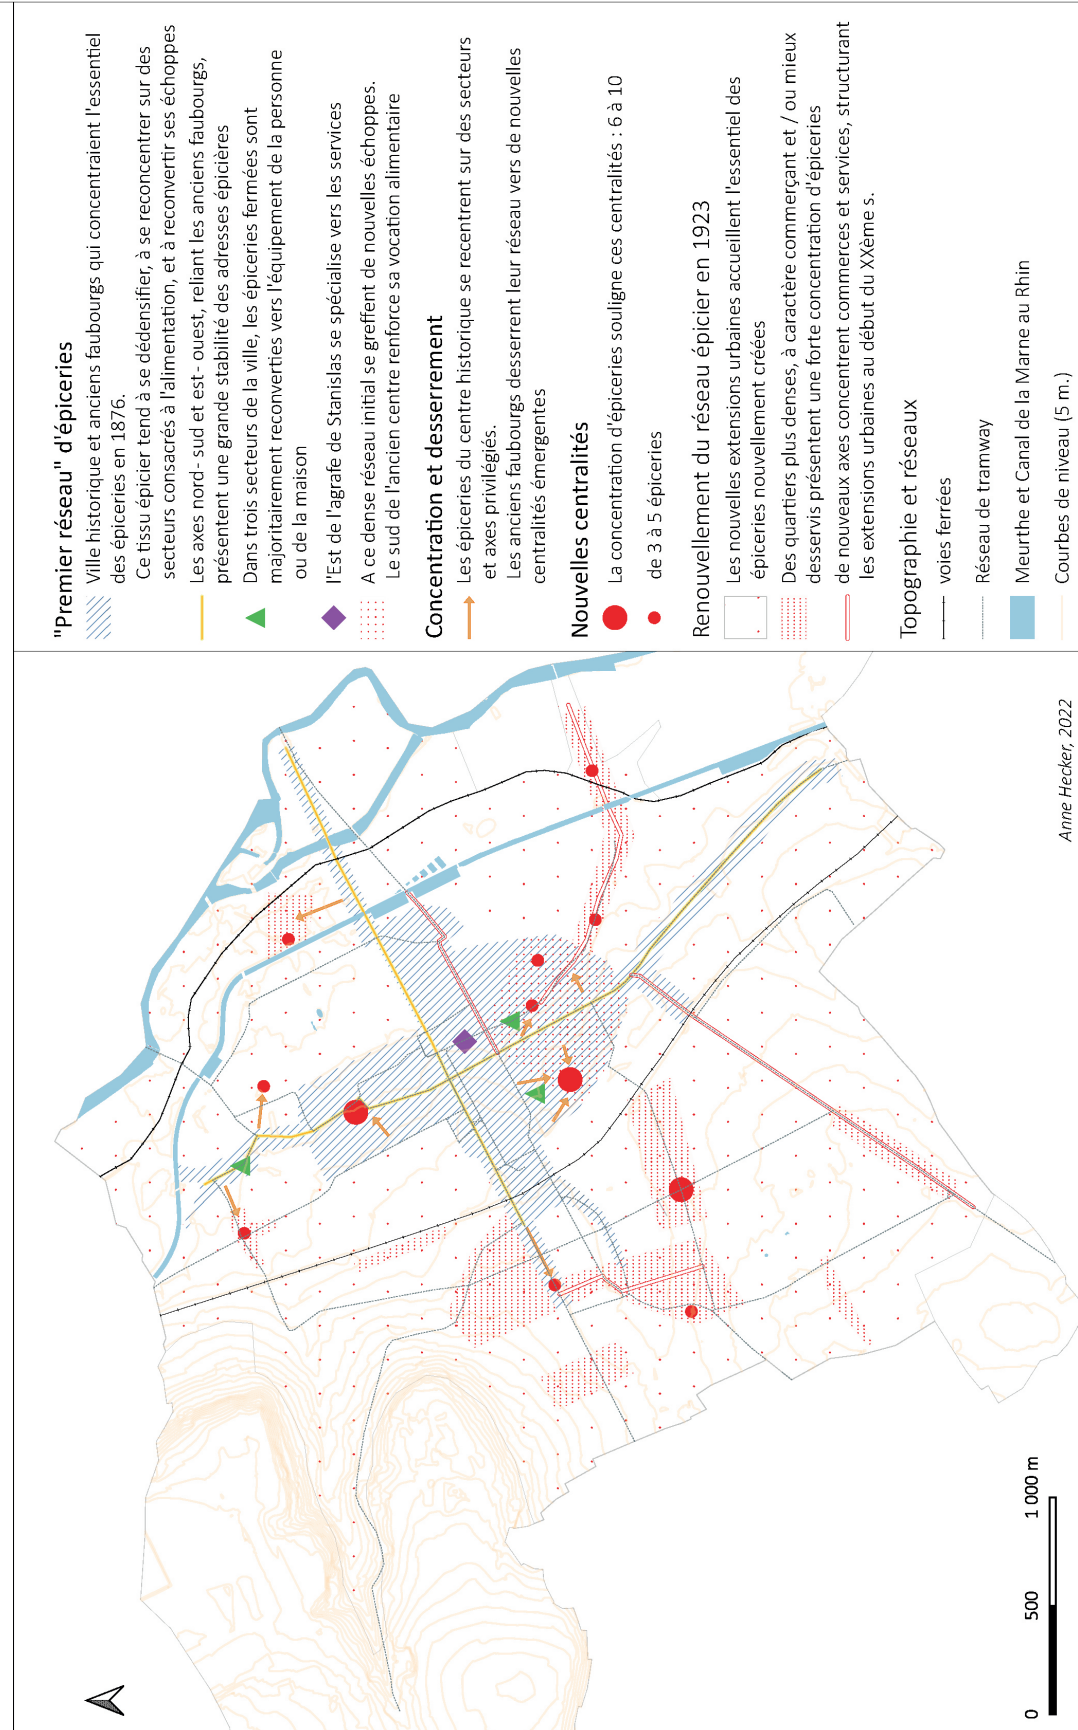 "Premier réseau" d'épiceries
Ville historique et anciens faubourgs qui concentraient l'essentiel
des épiceries en 1876.
Ce tissu épicier tend à se dédensifier, à se reconcentrer sur des
secteurs consacrés à l'alimentation, et à reconvertir ses échoppes
Les axes nord - sud et est - ouest, reliant les anciens faubourgs,
présentent une grande stabilité des adresses épicières
Dans trois secteurs de la ville, les épiceries fermées sont
majoritairement reconverties vers l'équipement de la personne
ou de la maison
l'Est de l'agrafe de Stanislas se spécialise vers les services
A ce dense réseau initial se greffent de nouvelles échoppes.
Le sud de l'ancien centre renforce sa vocation alimentaire
Concentration et desserrement
Les épiceries du centre historique se recentrent sur des secteurs
et axes privilégiés.
Les anciens faubourgs desserrent leur réseau vers de nouvelles
centralités émergentes
Nouvelles centralités
La concentration d'épiceries souligne ces centralités : 6 à 10
de 3 à 5 épiceries
Renouvellement du réseau épicier en 1923
Les nouvelles extensions urbaines accueillent l'essentiel des
épiceries nouvellement créées
Des quartiers plus denses, à caractère commerçant et / ou mieux
desservis présentent une forte concentration d'épiceries
de nouveaux axes concentrent commerces et services, structurant
les extensions urbaines au début du XXème s.
Topographie et réseaux
voies ferrées
Réseau de tramway
Meurthe et Canal de la Marne au Rhin
Courbes de niveau (5 m.)
0 500 1 000 m
Anne Hecker, 2022